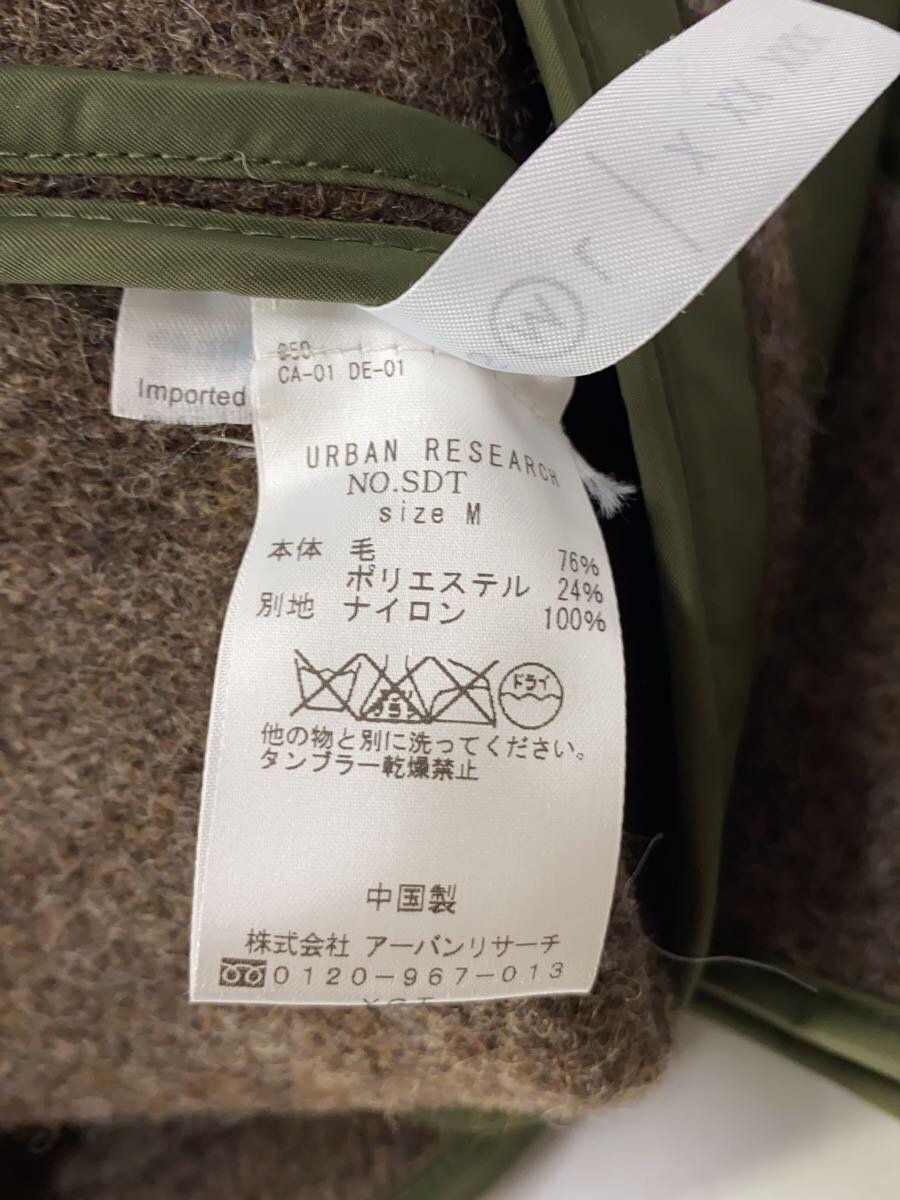 wr / X XX XXX
Imported
CA-01 DE-01
URBAN RESEARCH
NO.SDT
size M
本体 毛 76%
ポリエステル 24%
別地 ナイロン 100%
ドライ
他の物と別に洗ってください。
タンブラー乾燥禁止
中国製
株式会社 アーバンリサーチ
0120-967-013